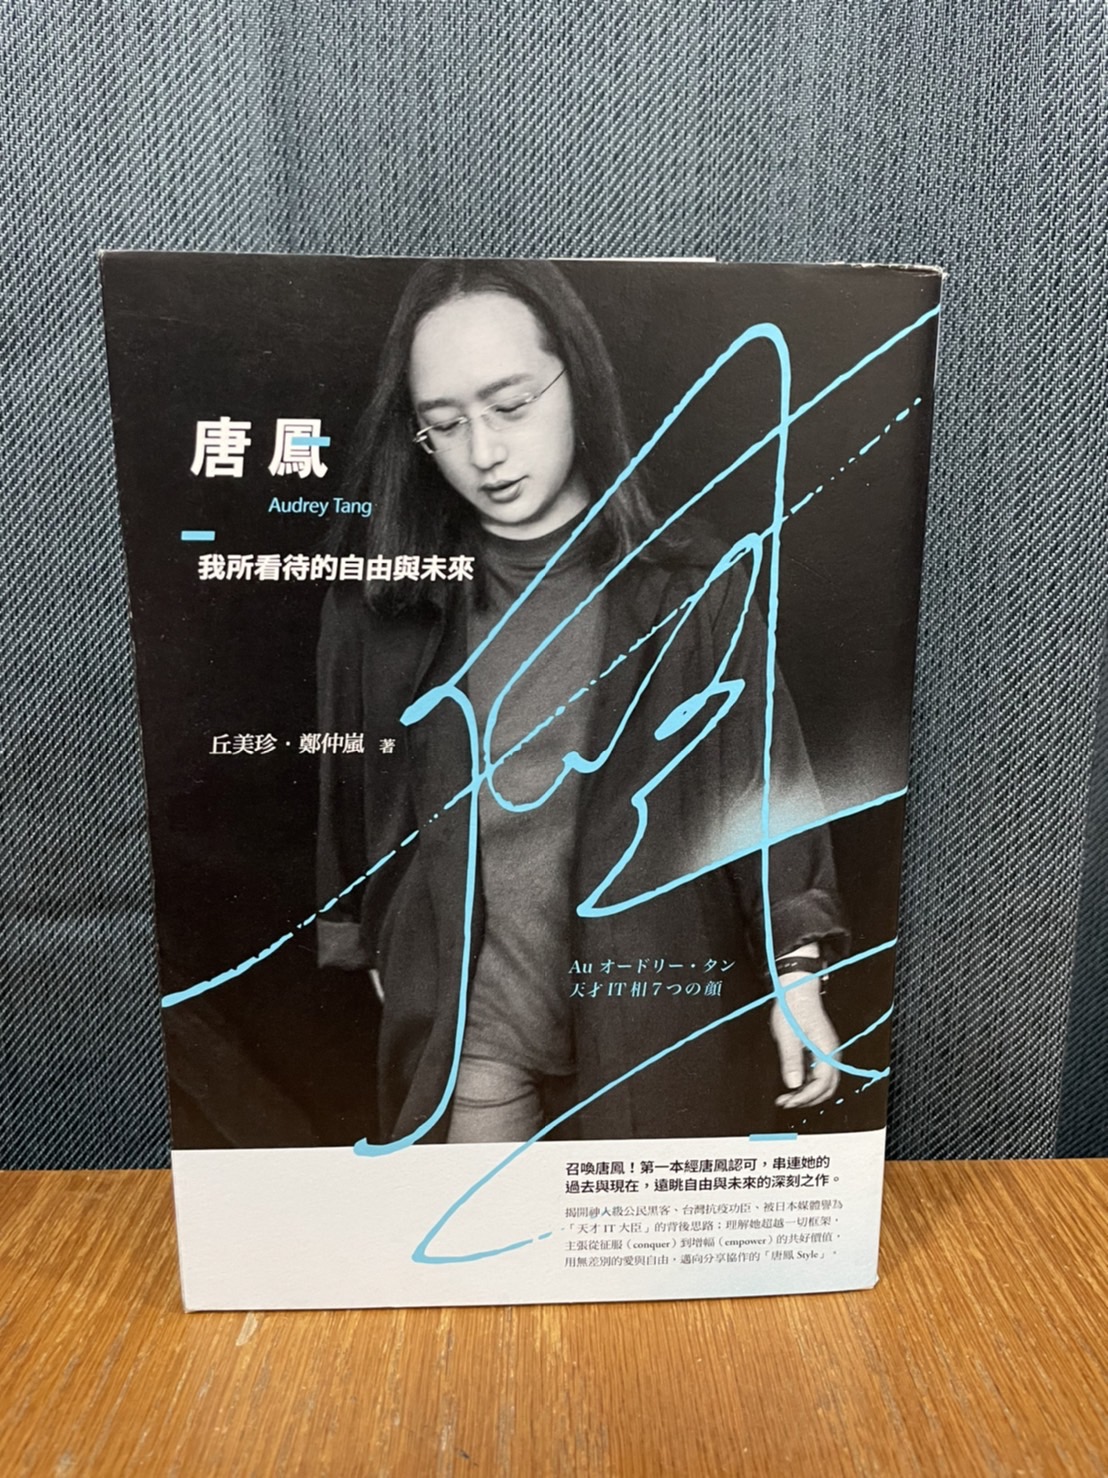 唐鳳
Audrey Tang
我所看待的自由與未來
丘美珍・鄭仲嵐 著
Au オードリー・タン
天才IT相7つの顔
召喚唐鳳！第一本經唐鳳認可，串連她的
過去與現在，遠眺自由與未來的深刻之作。
揭開神人級公民黑客、台灣抗疫功臣、被日本媒體譽為
「天才 IT 大臣」的背後思路；理解她超越一切框架，
主張從征服（conquer）到增幅（empower）的共好價值，
用無差別的愛與自由，邁向分享協作的「唐鳳 Style」。